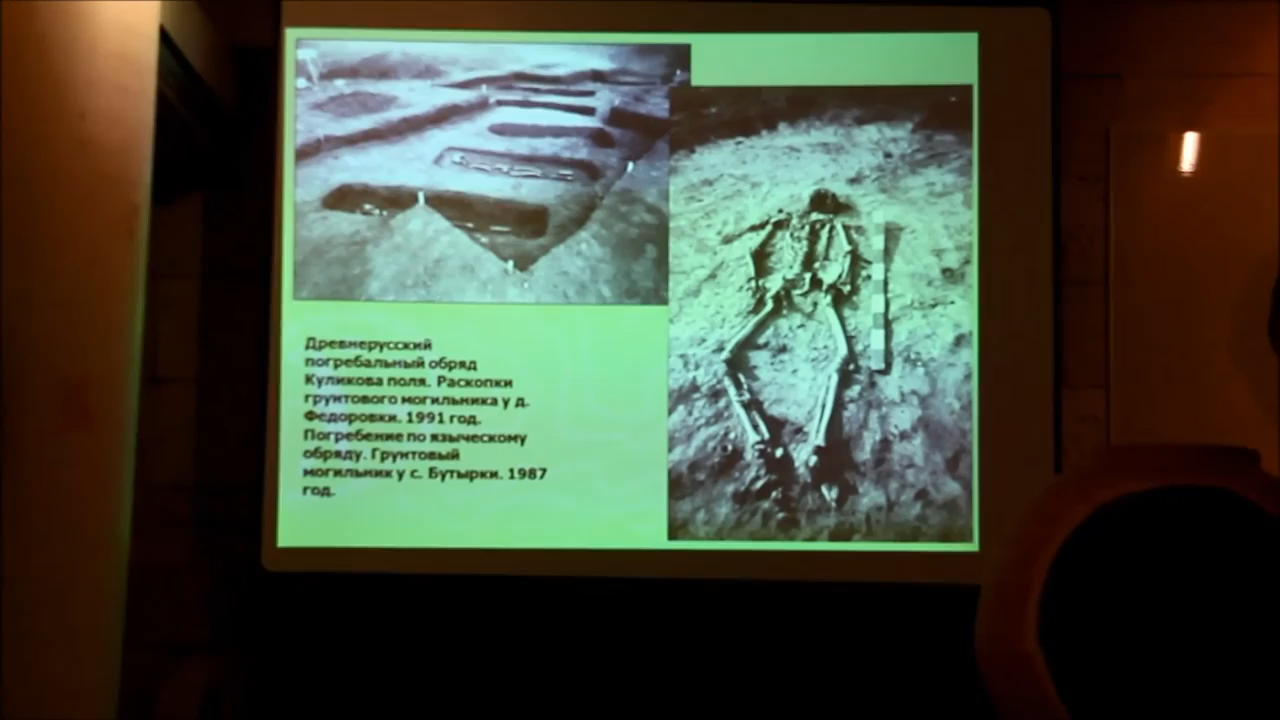 Древнерусский
погребальный обряд
Куликова поля. Раскопки
грунтового могильника у д.
Федоровки. 1991 год.
Погребение по языческому
обряду. Грунтовый
могильник у с. Бутырки. 1987
год.